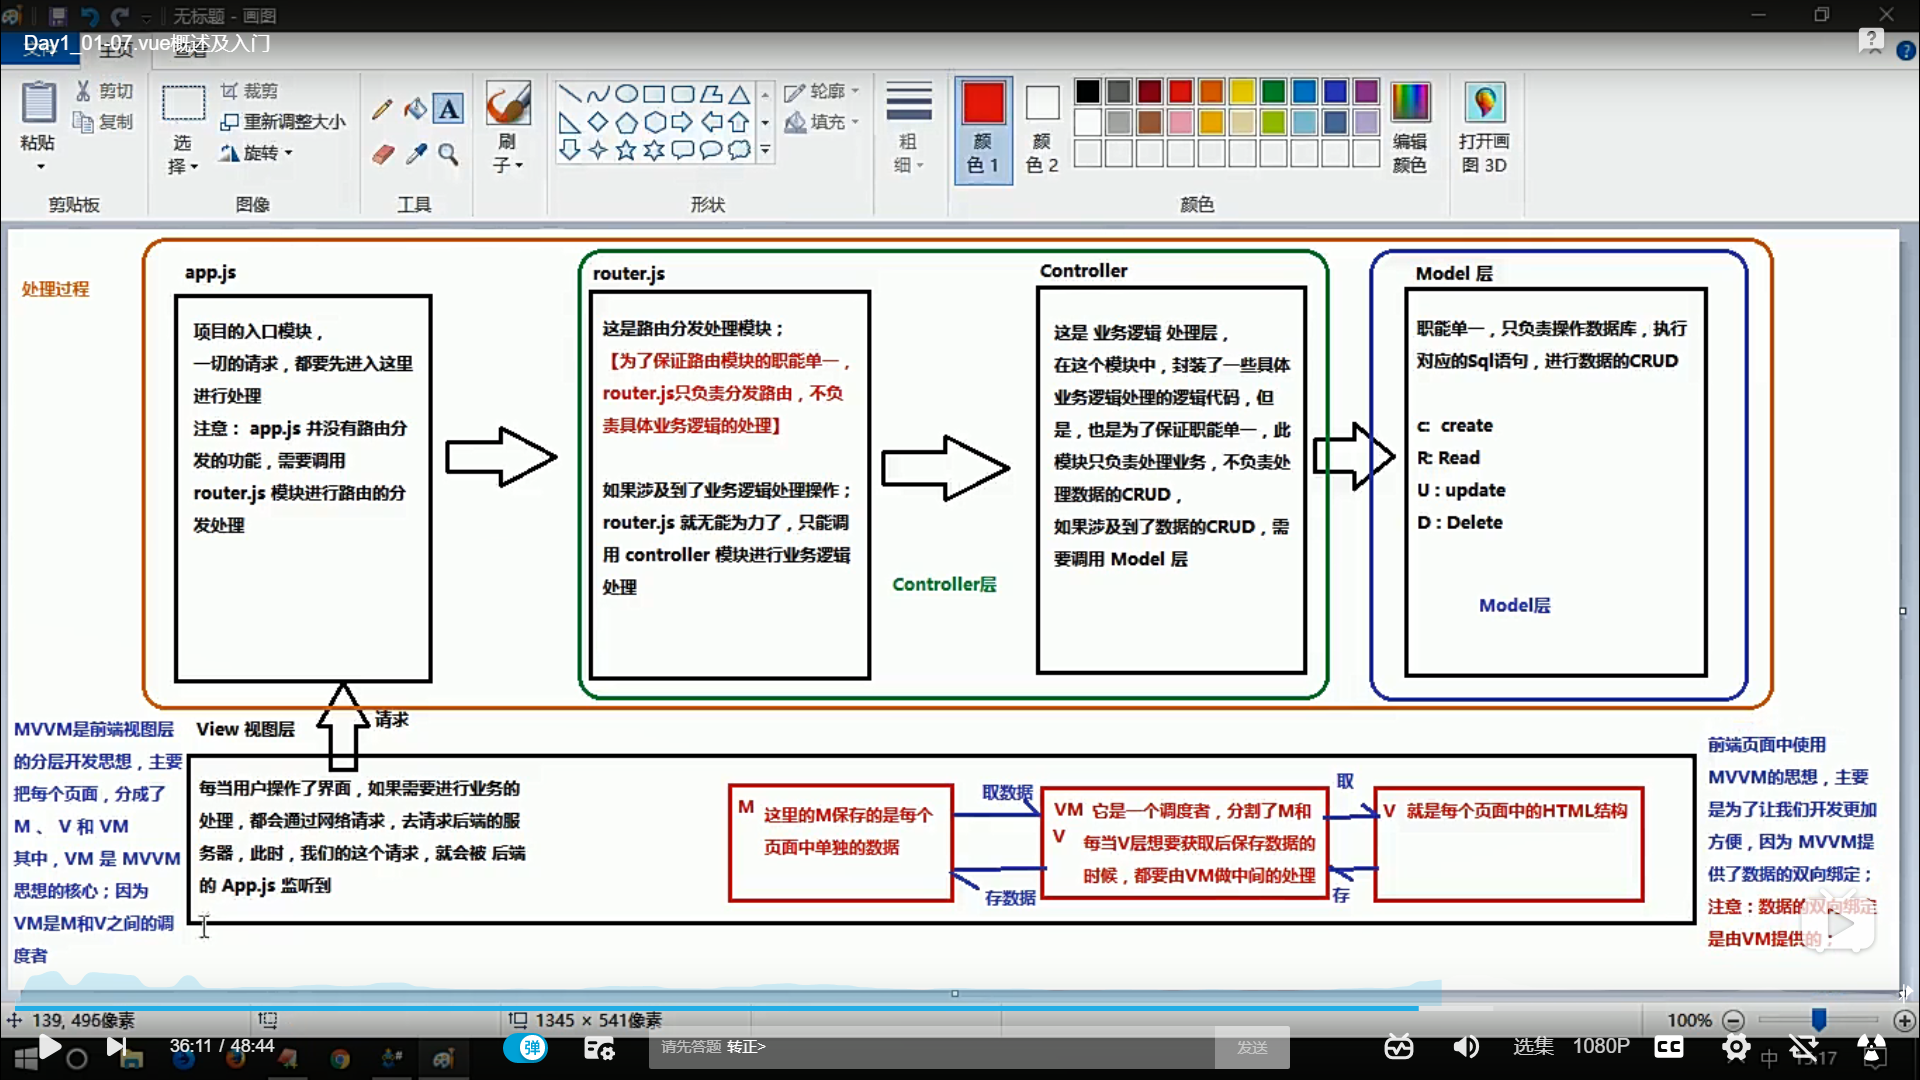 无标题 - 画图
Day1_01-07.vue概述及入门
主页
查看
粘贴
剪切
复制
剪贴板
选择
裁剪
重新调整大小
旋转
图像
A
工具
刷子
轮廓
填充
形状
粗细
颜色 1
颜色 2
编辑颜色
打开画图 3D
颜色
处理过程
app.js
项目的入口模块，
一切的请求，都要先进入这里
进行处理
注意： app.js 并没有路由分
发的功能，需要调用
router.js 模块进行路由的分
发处理
router.js
这是路由分发处理模块；
【为了保证路由模块的职能单一，
router.js只负责分发路由，不负
责具体业务逻辑的处理】
如果涉及到了业务逻辑处理操作；
router.js 就无能为力了，只能调
用 controller 模块进行业务逻辑
处理
Controller层
Controller
这是 业务逻辑 处理层，
在这个模块中，封装了一些具体
业务逻辑处理的逻辑代码，但
是，也是为了保证职能单一，此
模块只负责处理业务，不负责处
理数据的CRUD，
如果涉及到了数据的CRUD，需
要调用 Model 层
Model 层
职能单一，只负责操作数据库，执行
对应的Sql语句，进行数据的CRUD
c: create
R: Read
U : update
D : Delete
Model层
MVVM是前端视图层
的分层开发思想，主要
把每个页面，分成了
M 、 V 和 VM
其中，VM 是 MVVM
思想的核心；因为
VM是M和V之间的调
度者
View 视图层
请求
每当用户操作了界面，如果需要进行业务的
处理，都会通过网络请求，去请求后端的服
务器，此时，我们的这个请求，就会被 后端
的 App.js 监听到
M 这里的M保存的是每个
页面中单独的数据
取数据
存数据
VM 它是一个调度者，分割了M和
V 每当V层想要获取后保存数据的
时候，都要由VM做中间的处理
取
存
V 就是每个页面中的HTML结构
前端页面中使用
MVVM的思想，主要
是为了让我们开发更加
方便，因为 MVVM提
供了数据的双向绑定；
注意：数据的双向绑定
是由VM提供的；
139, 496像素
1345 × 541像素
100%
36:11 / 48:44
弹
请先答题 转正>
发送
选集
1080P
CC
中